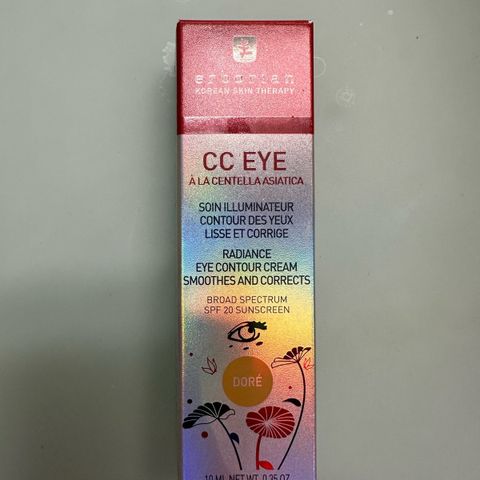 erborian
KOREAN SKIN THERAPY
CC EYE
À LA CENTELLA ASIATICA
SOIN ILLUMINATEUR
CONTOUR DES YEUX
LISSE ET CORRIGE
RADIANCE
EYE CONTOUR CREAM
SMOOTHES AND CORRECTS
BROAD SPECTRUM
SPF 20 SUNSCREEN
DORÉ
10 ML NET WT. 0.35 OZ